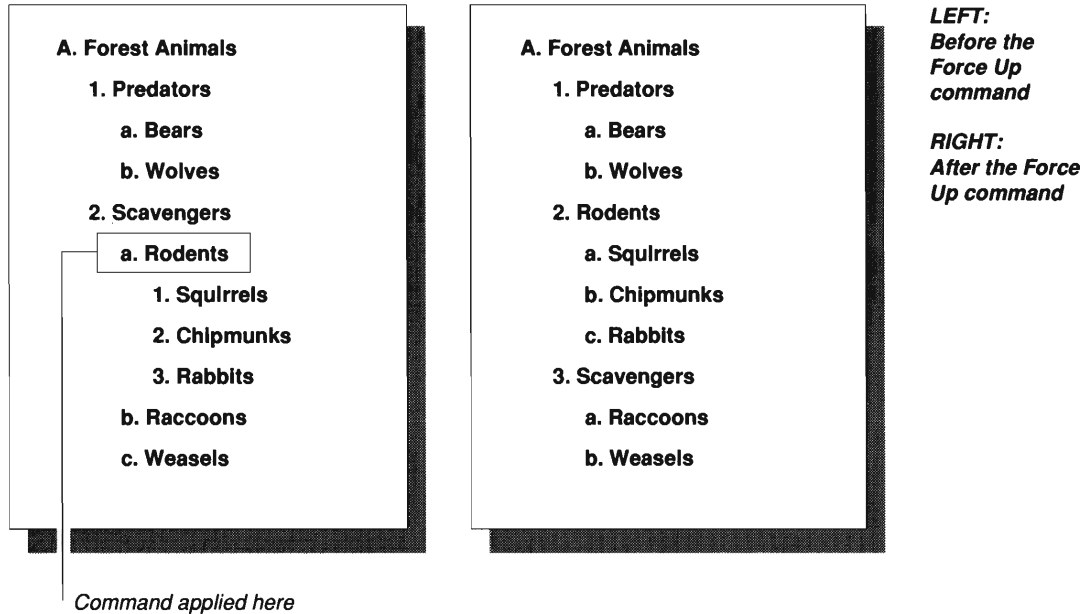 A. Forest Animals
1. Predators
a. Bears
b. Wolves
2. Scavengers
a. Rodents
1. Squirrels
2. Chipmunks
3. Rabbits
b. Raccoons
c. Weasels
Command applied here
A. Forest Animals
1. Predators
a. Bears
b. Wolves
2. Rodents
a. Squirrels
b. Chipmunks
c. Rabbits
3. Scavengers
a. Raccoons
b. Weasels
LEFT:
Before the
Force Up
command
RIGHT:
After the Force
Up command